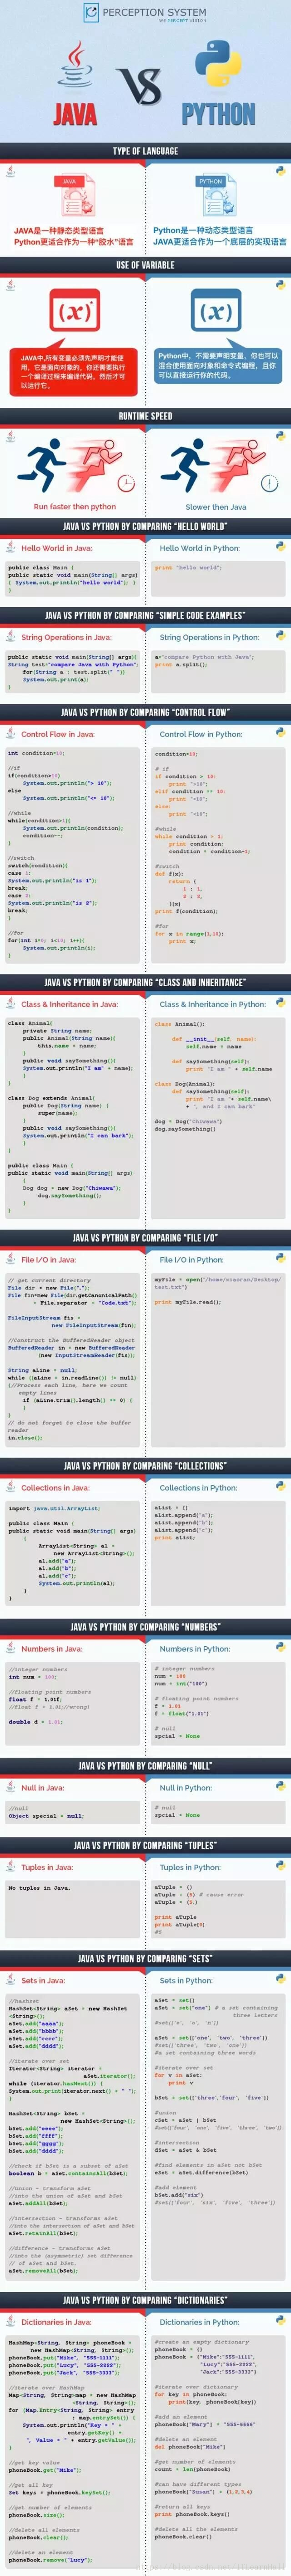 PERCEPTION SYSTEM
WE PERCEPT VISION
JAVA
VS
PYTHON
TYPE OF LANGUAGE
JAVA
PYTHON
JAVA是一种静态类型语言
Python更适合作为一种“胶水”语言
Python是一种动态类型语言
JAVA更适合作为一个底层的实现语言
USE OF VARIABLE
(x)
(x)
JAVA中,所有变量必须先声明才能使
用，它是面向对象的，你还需要执行
一个编译过程来编译代码，然后才可
以运行它。
Python中，不需要声明变量，你也可以
混合使用面向对象和命令式编程，且你
可以直接运行你的代码。
RUNTIME SPEED
Run faster then python
Slower then Java
JAVA VS PYTHON BY COMPARING "HELLO WORLD"
Hello World in Java:
public class Main {
public static void main(String[] args)
{ System.out.println("hello world"); }
}
Hello World in Python:
print "hello world";
JAVA VS PYTHON BY COMPARING "SIMPLE CODE EXAMPLES"
String Operations in Java:
public static void main(String[] args){
String test="compare Java with Python";
for(String a : test.split(" "))
System.out.print(a);
}
String Operations in Python:
a="compare Python with Java";
print a.split();
JAVA VS PYTHON BY COMPARING "CONTROL FLOW"
Control Flow in Java:
int condition=10;
//if
if(condition>10)
System.out.println("> 10");
else
System.out.println("<= 10")
//while
while(condition>1){
System.out.println(condition);
condition--;
}
//switch
switch(condition){
case 1:
System.out.println("is 1");
break;
case 2:
System.out.println("is 2");
break;
}
//for
for(int i=0; i<10; i++){
System.out.println(i);
}
Control Flow in Python:
condition=10;
# if
if condition > 10:
print ">10";
elif condition == 10:
print "=10";
else:
print "<10";
#while
while condition > 1:
print condition;
condition = condition-1;
#switch
def f(x):
return {
1 : 1,
2 : 2,
}[x]
print f(condition);
#for
for x in range(1,10):
print x;
JAVA VS PYTHON BY COMPARING "CLASS AND INHERITANCE"
Class & Inheritance in Java:
class Animal{
private String name;
public Animal(String name){
this.name = name;
}
public void saySomething(){
System.out.println("I am" + name);
}
}
class Dog extends Animal{
public Dog(String name) {
super(name);
}
public void saySomething(){
System.out.println("I can bark");
}
}
public class Main {
public static void main(String[] args)
{
Dog dog = new Dog("Chiwawa");
dog.saySomething();
}
}
Class & Inheritance in Python:
class Animal():
def __init__(self, name):
self.name = name
def saySomething(self):
print "I am " + self.name
class Dog(Animal):
def saySomething(self):
print "I am "+ self.name\
+ ", and I can bark"
dog = Dog("Chiwawa")
dog.saySomething()
JAVA VS PYTHON BY COMPARING "FILE I/O"
File I/O in Java:
// get current directory
File dir = new File(".");
File fin=new File(dir.getCanonicalPath()
+ File.separator + "Code.txt");
FileInputStream fis =
new FileInputStream(fin);
//Construct the BufferedReader object
BufferedReader in = new BufferedReader
(new InputStreamReader(fis));
String aLine = null;
while ((aLine = in.readLine()) != null)
{//Process each line, here we count
empty lines
if (aLine.trim().length() == 0) {
}
}
// do not forget to close the buffer
reader
in.close();
File I/O in Python:
myFile = open("/home/xiaoran/Desktop/
test.txt")
print myFile.read();
JAVA VS PYTHON BY COMPARING "COLLECTIONS"
Collections in Java:
import java.util.ArrayList;
public class Main {
public static void main(String[] args)
{
ArrayList<String> al =
new ArrayList<String>();
al.add("a");
al.add("b");
al.add("c");
System.out.println(al);
}
}
Collections in Python:
aList = []
aList.append("a");
aList.append("b");
aList.append("c");
print aList;
JAVA VS PYTHON BY COMPARING "NUMBERS"
Numbers in Java:
//integer numbers
int num = 100;
//floating point numbers
float f = 1.01f;
//float f = 1.01;//wrong!
double d = 1.01;
Numbers in Python:
# integer numbers
num = 100
num = int("100")
# floating point numbers
f = 1.01
f = float("1.01")
# null
spcial = None
JAVA VS PYTHON BY COMPARING "NULL"
Null in Java:
//null
Object special = null;
Null in Python:
# null
spcial = None
JAVA VS PYTHON BY COMPARING "TUPLES"
Tuples in Java:
No tuples in Java.
Tuples in Python:
aTuple = ()
aTuple = (5) # cause error
aTuple = (5,)
print aTuple
print aTuple[0]
#5
JAVA VS PYTHON BY COMPARING "SETS"
Sets in Java:
//hashset
HashSet<String> aSet = new HashSet
<String>();
aSet.add("aaaa");
aSet.add("bbbb");
aSet.add("cccc");
aSet.add("dddd");
//iterate over set
Iterator<String> iterator =
aSet.iterator();
while (iterator.hasNext()) {
System.out.print(iterator.next() + " ");
}
HashSet<String> bSet =
new HashSet<String>();
bSet.add("eeee");
bSet.add("ffff");
bSet.add("gggg");
bSet.add("dddd");
//check if bSet is a subset of aSet
boolean b = aSet.containsAll(bSet);
//union - transform aSet
//into the union of aSet and bSet
aSet.addAll(bSet);
//intersection - transforms aSet
//into the intersection of aSet and bSet
aSet.retainAll(bSet);
//difference - transforms aSet
//into the (asymmetric) set difference
// of aSet and bSet.
aSet.removeAll(bSet);
Sets in Python:
aSet = set()
aSet = set("one") # a set containing
three letters
#set(['e', 'o', 'n'])
aSet = set(['one', 'two', 'three'])
#set(['three', 'two', 'one'])
#a set containing three words
#iterate over set
for v in aSet:
print v
bSet = set(['three','four', 'five'])
#union
cSet = aSet | bSet
#set(['four', 'one', 'five', 'three', 'two'])
#intersection
dSet = aSet & bSet
#find elements in aSet not bSet
eSet = aSet.difference(bSet)
#add element
bSet.add("six")
#set(['four', 'six', 'five', 'three'])
JAVA VS PYTHON BY COMPARING "DICTIONARIES"
Dictionaries in Java:
HashMap<String, String> phoneBook =
new HashMap<String, String>();
phoneBook.put("Mike", "555-1111");
phoneBook.put("Lucy", "555-2222");
phoneBook.put("Jack", "555-3333");
//iterate over HashMap
Map<String, String>map = new HashMap
<String, String>();
for (Map.Entry<String, String> entry
: map.entrySet()) {
System.out.println("Key = " +
entry.getKey() +
", Value = " + entry.getValue());
}
//get key value
phoneBook.get("Mike");
//get all key
Set keys = phoneBook.keySet();
//get number of elements
phoneBook.size();
//delete all elements
phoneBook.clear();
//delete an element
phoneBook.remove("Lucy");
Dictionaries in Python:
#create an empty dictionary
phoneBook = {}
phoneBook = {"Mike":"555-1111",
"Lucy":"555-2222",
"Jack":"555-3333"}
#iterate over dictionary
for key in phoneBook:
print(key, phoneBook[key])
#add an element
phoneBook["Mary"] = "555-6666"
#delete an element
del phoneBook["Mike"]
#get number of elements
count = len(phoneBook)
#can have different types
phoneBook["Susan"] = (1,2,3,4)
#return all keys
print phoneBook.keys()
#delete all the elements
phoneBook.clear()